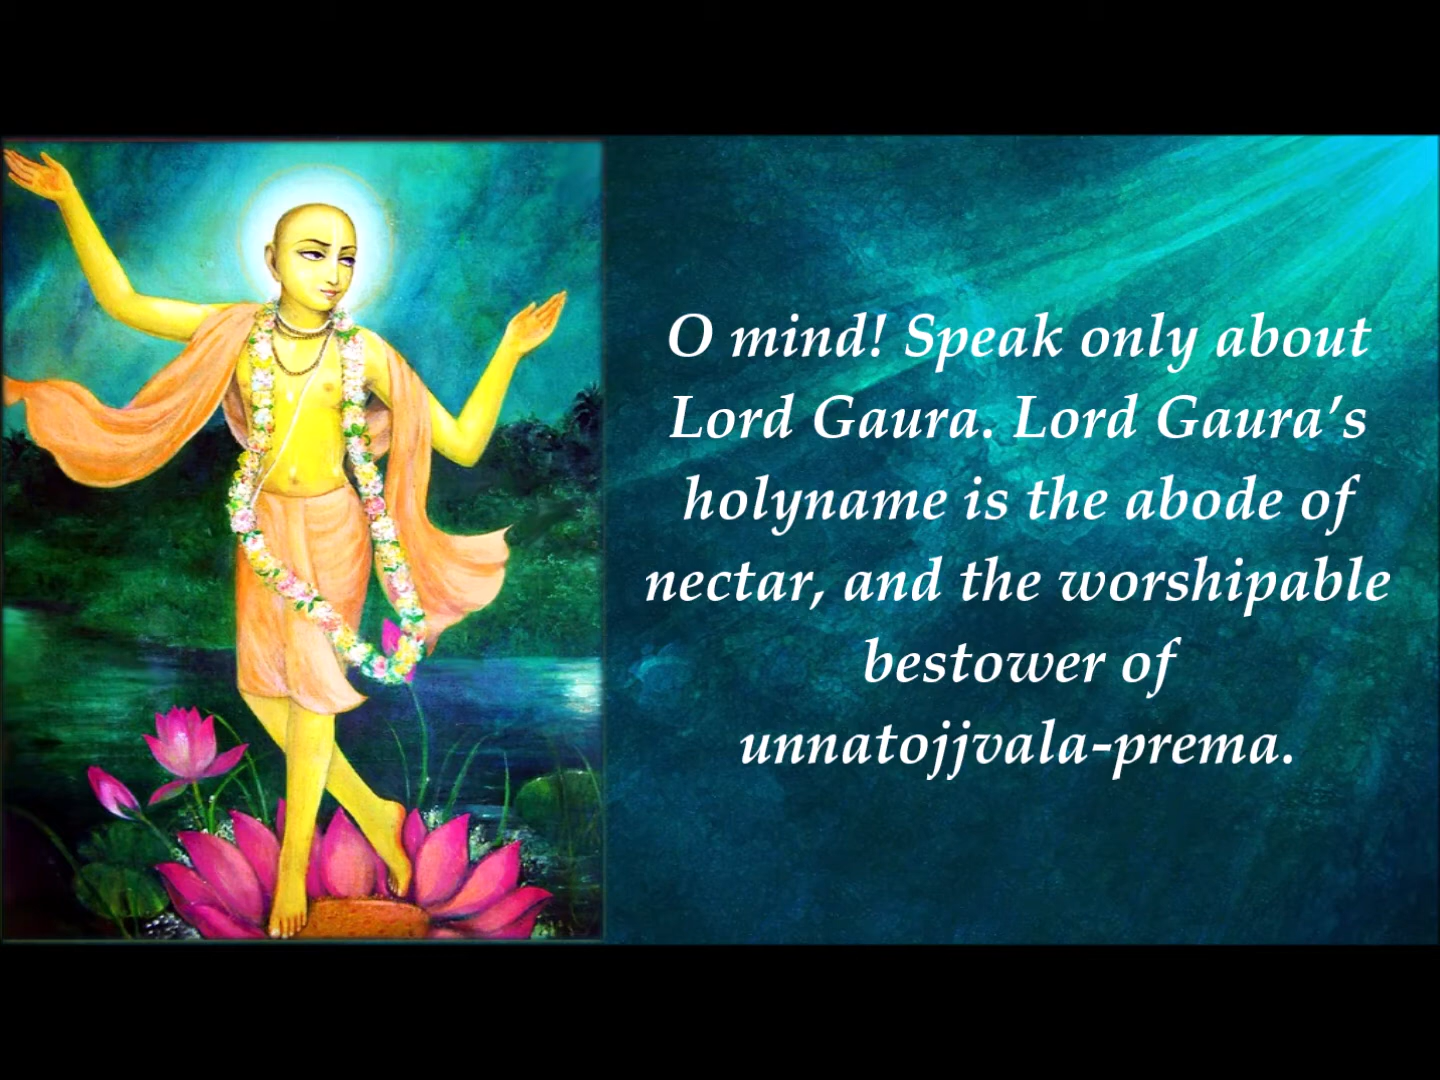 O mind! Speak only about
Lord Gaura. Lord Gaura’s
holyname is the abode of
nectar, and the worshipable
bestower of
unnatojjvala-prema.